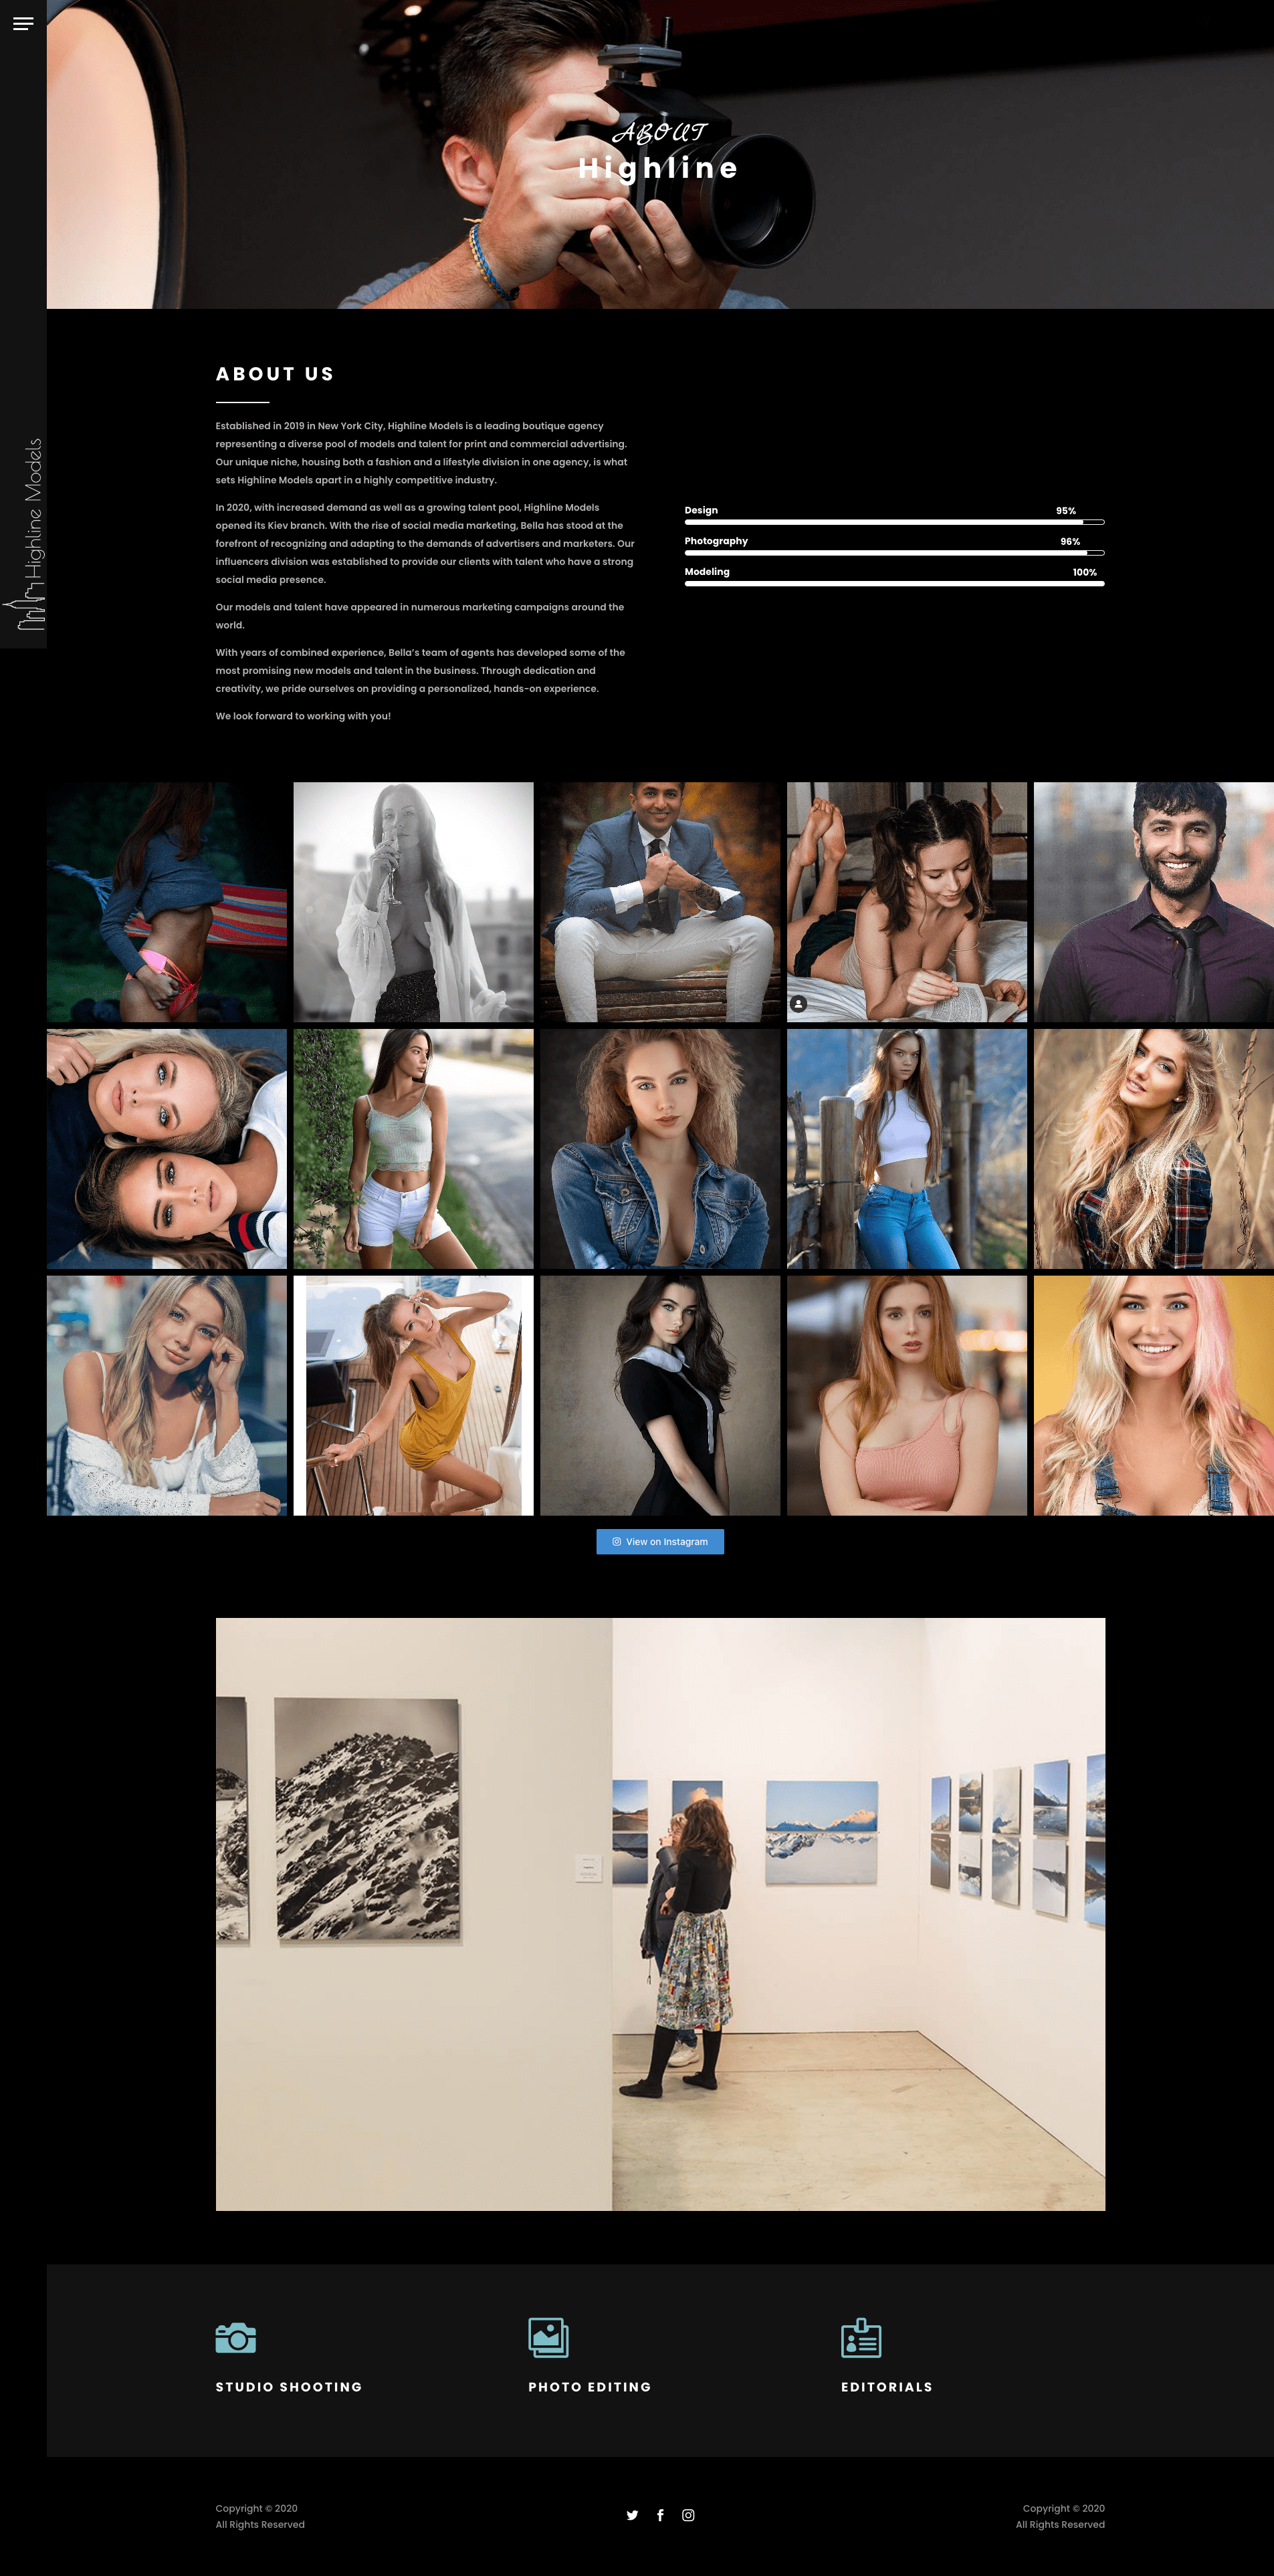 ABOUT
Highline
Highline Models
ABOUT US
Established in 2019 in New York City, Highline Models is a leading boutique agency
representing a diverse pool of models and talent for print and commercial advertising.
Our unique niche, housing both a fashion and a lifestyle division in one agency, is what
sets Highline Models apart in a highly competitive industry.
In 2020, with increased demand as well as a growing talent pool, Highline Models
opened its Kiev branch. With the rise of social media marketing, Bella has stood at the
forefront of recognizing and adapting to the demands of advertisers and marketers. Our
influencers division was established to provide our clients with talent who have a strong
social media presence.
Our models and talent have appeared in numerous marketing campaigns around the
world.
With years of combined experience, Bella’s team of agents has developed some of the
most promising new models and talent in the business. Through dedication and
creativity, we pride ourselves on providing a personalized, hands-on experience.
We look forward to working with you!
Design 95%
Photography 96%
Modeling 100%
View on Instagram
STUDIO SHOOTING
PHOTO EDITING
EDITORIALS
Copyright © 2020
All Rights Reserved
Copyright © 2020
All Rights Reserved